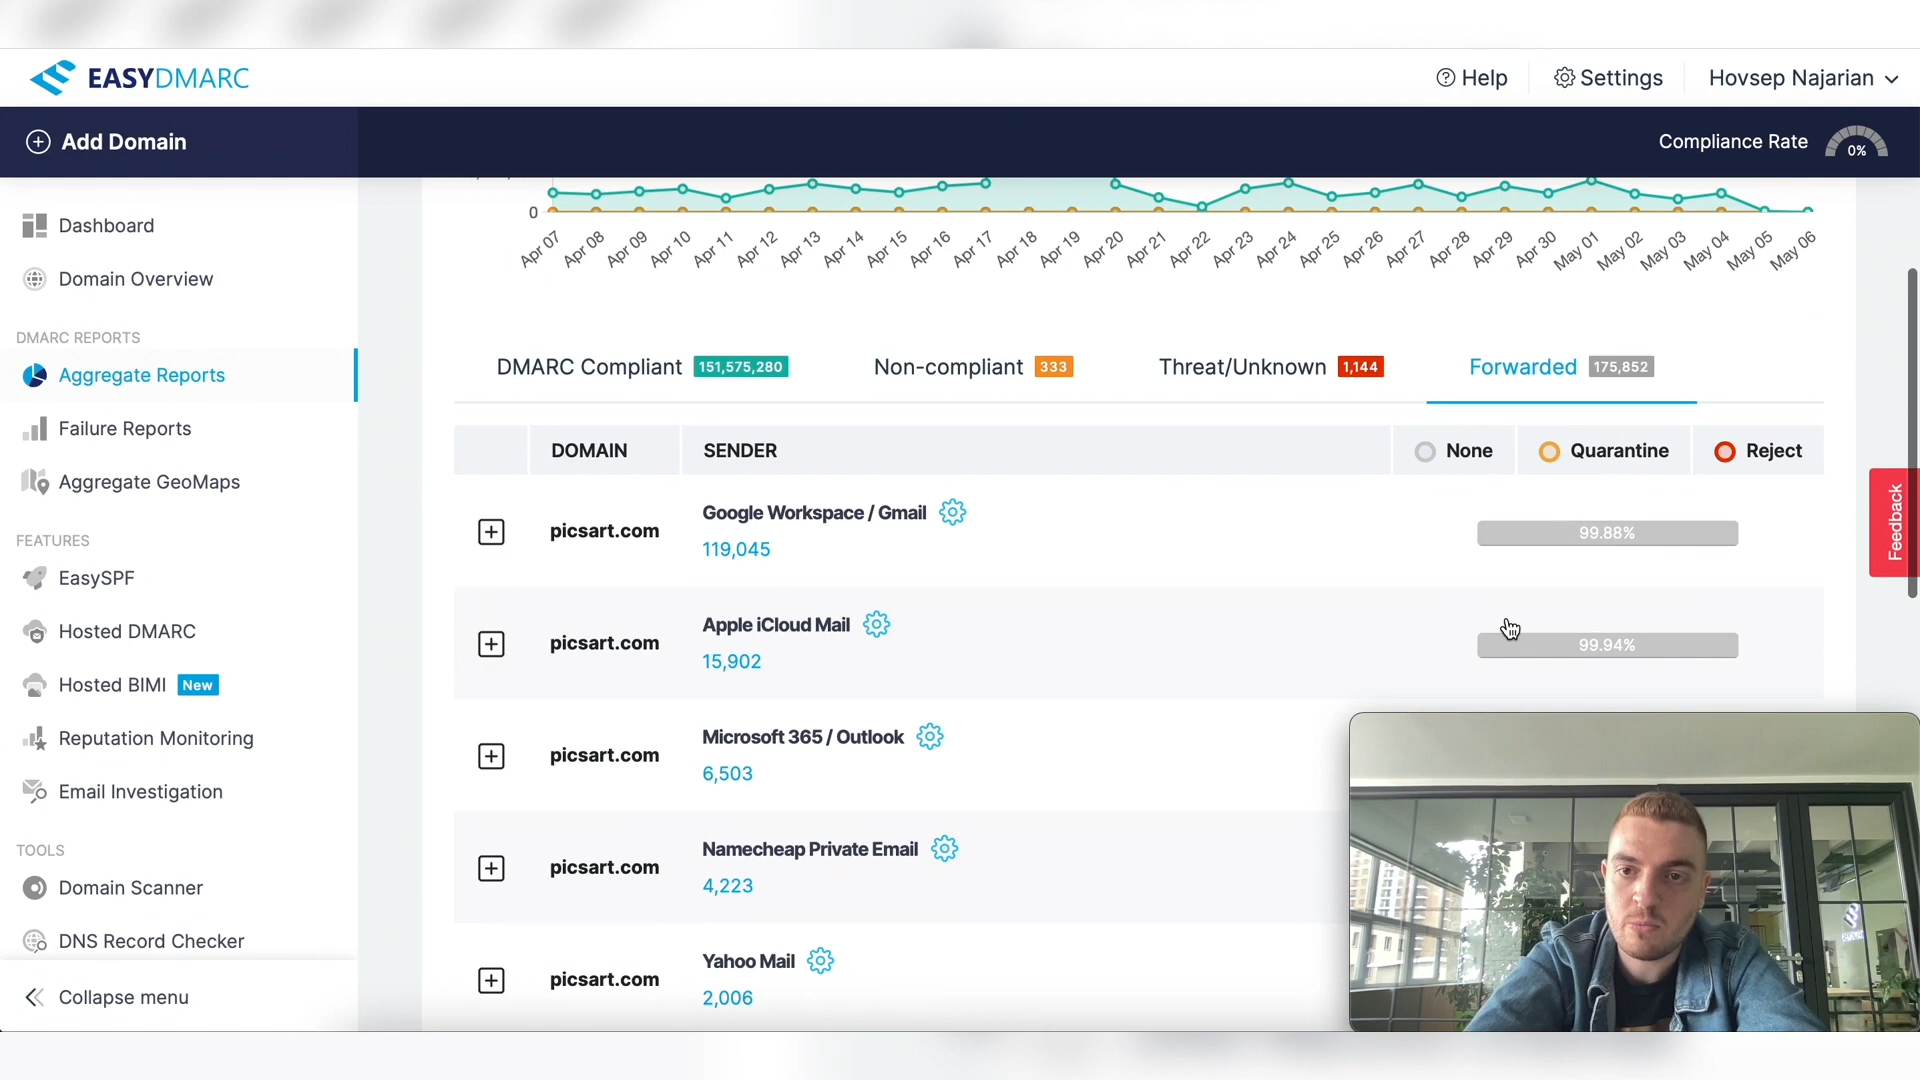 EASYDMARC
Help
Settings
Hovsep Najarian
Add Domain
Compliance Rate
0%
Dashboard
Domain Overview
DMARC REPORTS
Aggregate Reports
Failure Reports
Aggregate GeoMaps
FEATURES
EasySPF
Hosted DMARC
Hosted BIMI New
Reputation Monitoring
Email Investigation
TOOLS
Domain Scanner
DNS Record Checker
Collapse menu
0
Apr 07 Apr 08 Apr 09 Apr 10 Apr 11 Apr 12 Apr 13 Apr 14 Apr 15 Apr 16 Apr 17 Apr 18 Apr 19 Apr 20 Apr 21 Apr 22 Apr 23 Apr 24 Apr 25 Apr 26 Apr 27 Apr 28 Apr 29 Apr 30 May 01 May 02 May 03 May 04 May 05 May 06
DMARC Compliant 151,575,280 Non-compliant 333 Threat/Unknown 1,144 Forwarded 175,852
DOMAIN SENDER None Quarantine Reject
picsart.com Google Workspace / Gmail
119,045
99.88%
picsart.com Apple iCloud Mail
15,902
99.94%
picsart.com Microsoft 365 / Outlook
6,503
picsart.com Namecheap Private Email
4,223
picsart.com Yahoo Mail
2,006
Feedback